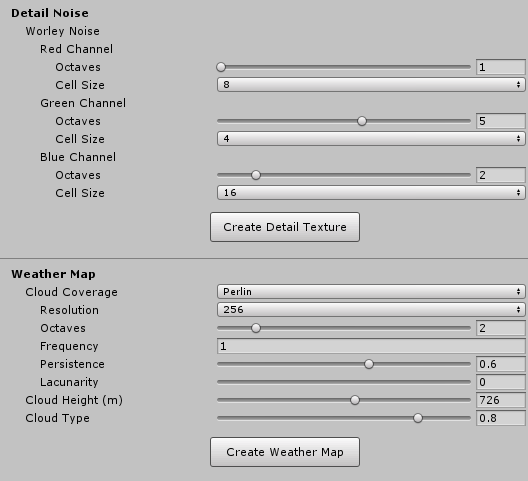 Detail Noise
Worley Noise
Red Channel
Octaves 1
Cell Size 8
Green Channel
Octaves 5
Cell Size 4
Blue Channel
Octaves 2
Cell Size 16
Create Detail Texture
Weather Map
Cloud Coverage Perlin
Resolution 256
Octaves 2
Frequency 1
Persistence 0.6
Lacunarity 0
Cloud Height (m) 726
Cloud Type 0.8
Create Weather Map